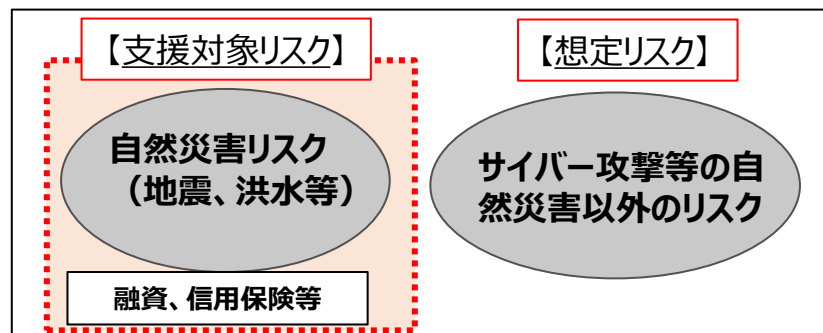 【支援対象リスク】
【想定リスク】
自然災害リスク
（地震、洪水等）
サイバー攻撃等の自
然災害以外のリスク
融資、信用保険等